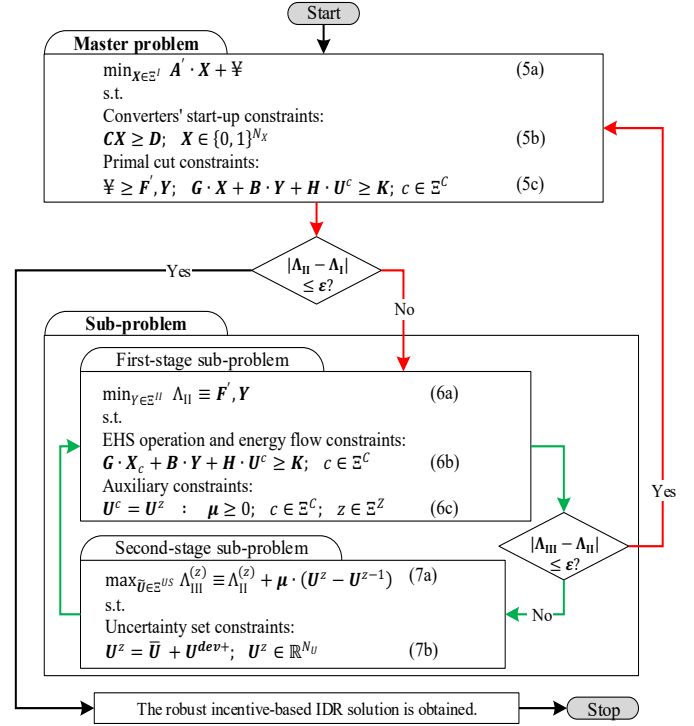 Start
Master problem
min_{X∈Ξ^I} A′ · X + ¥ (5a)
s.t.
Converters' start-up constraints:
CX ≥ D; X ∈ {0, 1}^{N_X} (5b)
Primal cut constraints:
¥ ≥ F′, Y; G · X + B · Y + H · U^c ≥ K; c ∈ Ξ^C (5c)
|Λ_II − Λ_I|
≤ ε?
Yes
No
Sub-problem
First-stage sub-problem
min_{Y∈Ξ^II} Λ_II ≡ F′, Y (6a)
s.t.
EHS operation and energy flow constraints:
G · X_c + B · Y + H · U^c ≥ K; c ∈ Ξ^C (6b)
Auxiliary constraints:
U^c = U^z : μ ≥ 0; c ∈ Ξ^C; z ∈ Ξ^Z (6c)
Yes
|Λ_III − Λ_II|
≤ ε?
No
Second-stage sub-problem
max_{Ũ∈Ξ^US} Λ_III^(z) ≡ Λ_II^(z) + μ · (U^z − U^{z−1}) (7a)
s.t.
Uncertainty set constraints:
U^z = Ū + U^{dev+}; U^z ∈ ℝ^{N_U} (7b)
The robust incentive-based IDR solution is obtained.
Stop